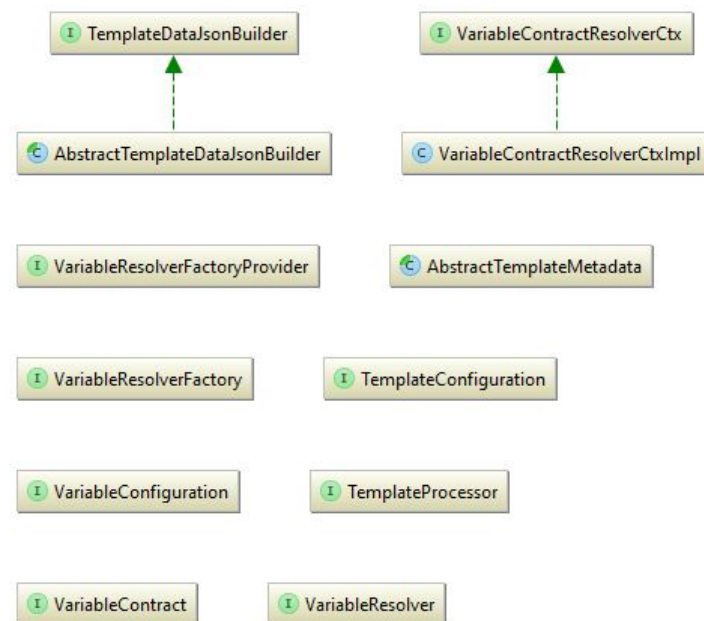 I TemplateDataJsonBuilder
I VariableContractResolverCtx
C AbstractTemplateDataJsonBuilder
C VariableContractResolverCtxImpl
I VariableResolverFactoryProvider
C AbstractTemplateMetadata
I VariableResolverFactory
I TemplateConfiguration
I VariableConfiguration
I TemplateProcessor
I VariableContract
I VariableResolver